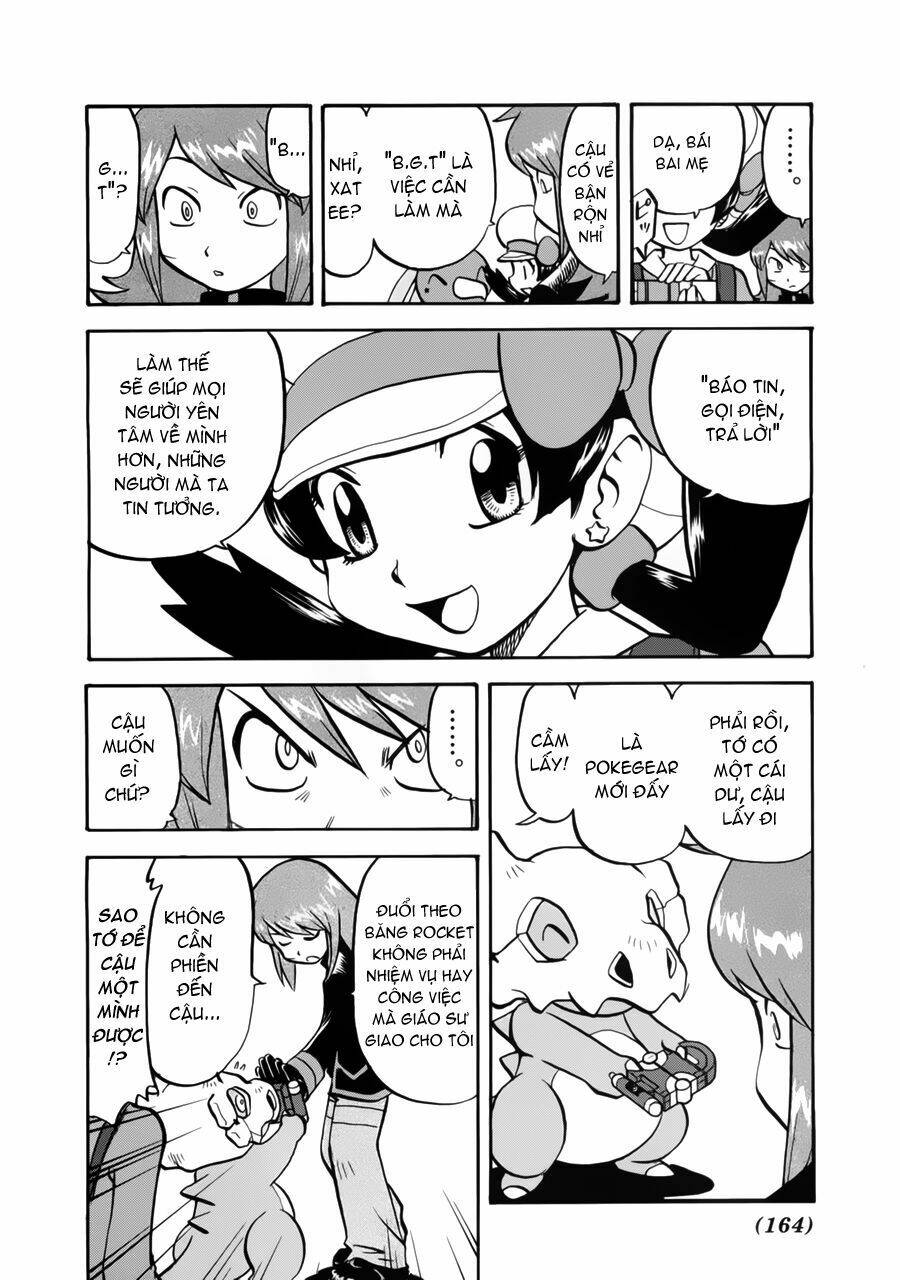 ......
DẠ, BÁI
BAI MẸ
CẬU
CÓ VẺ
BẬN
RỘN
NHỈ
"B.G.T" LÀ
VIỆC CẦN
LÀM MÀ
NHỈ,
XAT
EE?
"B...
G...
T"?
"BÁO TIN,
GỌI ĐIỆN,
TRẢ LỜI"
LÀM THẾ
SẼ GIÚP MỌI
NGƯỜI YÊN
TÂM VỀ MÌNH
HƠN, NHỮNG
NGƯỜI MÀ TA
TIN TƯỞNG.
PHẢI RỒI,
TỚ CÓ
MỘT CÁI
DƯ, CẬU
LẤY ĐI
LÀ
POKEGEAR
MỚI ĐẤY
CẦM
LẤY!
......
CẬU
MUỐN
GÌ
CHỨ?
ĐUỔI THEO
BĂNG ROCKET
KHÔNG PHẢI
NHIỆM VỤ HAY
CÔNG VIỆC
MÀ GIÁO SƯ
GIAO CHO TÔI
KHÔNG
CẦN
PHIỀN
ĐẾN
CẬU...
SAO
TỚ ĐỂ
CẬU
MỘT
MÌNH
ĐƯỢC
!?
(164)